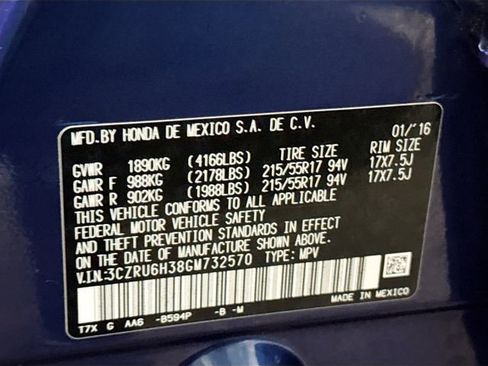 MFD.BY HONDA DE MEXICO S.A. DE C.V. 01/'16
GVWR 1890KG (4166LBS) TIRE SIZE RIM SIZE
GAWR F 988KG (2178LBS) 215/55R17 94V 17X7.5J
GAWR R 902KG (1988LBS) 215/55R17 94V 17X7.5J
THIS VEHICLE CONFORMS TO ALL APPLICABLE
FEDERAL MOTOR VEHICLE SAFETY
AND THEFT PREVENTION STANDARDS IN EFFECT
ON THE DATE OF MANUFACTURE SHOWN ABOVE.
V.I.N:3CZRU6H38GM732570 TYPE: MPV
MADE IN MEXICO
T7X G AA6 -B594P -B -M